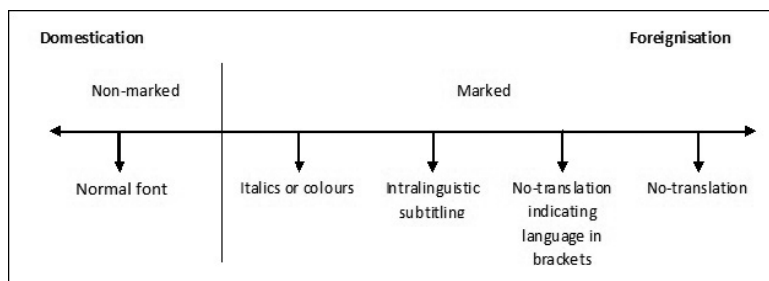 Domestication Foreignisation
Non-marked Marked
Normal font
Italics or colours
Intralinguistic
subtitling
No-translation
indicating
language in
brackets
No-translation